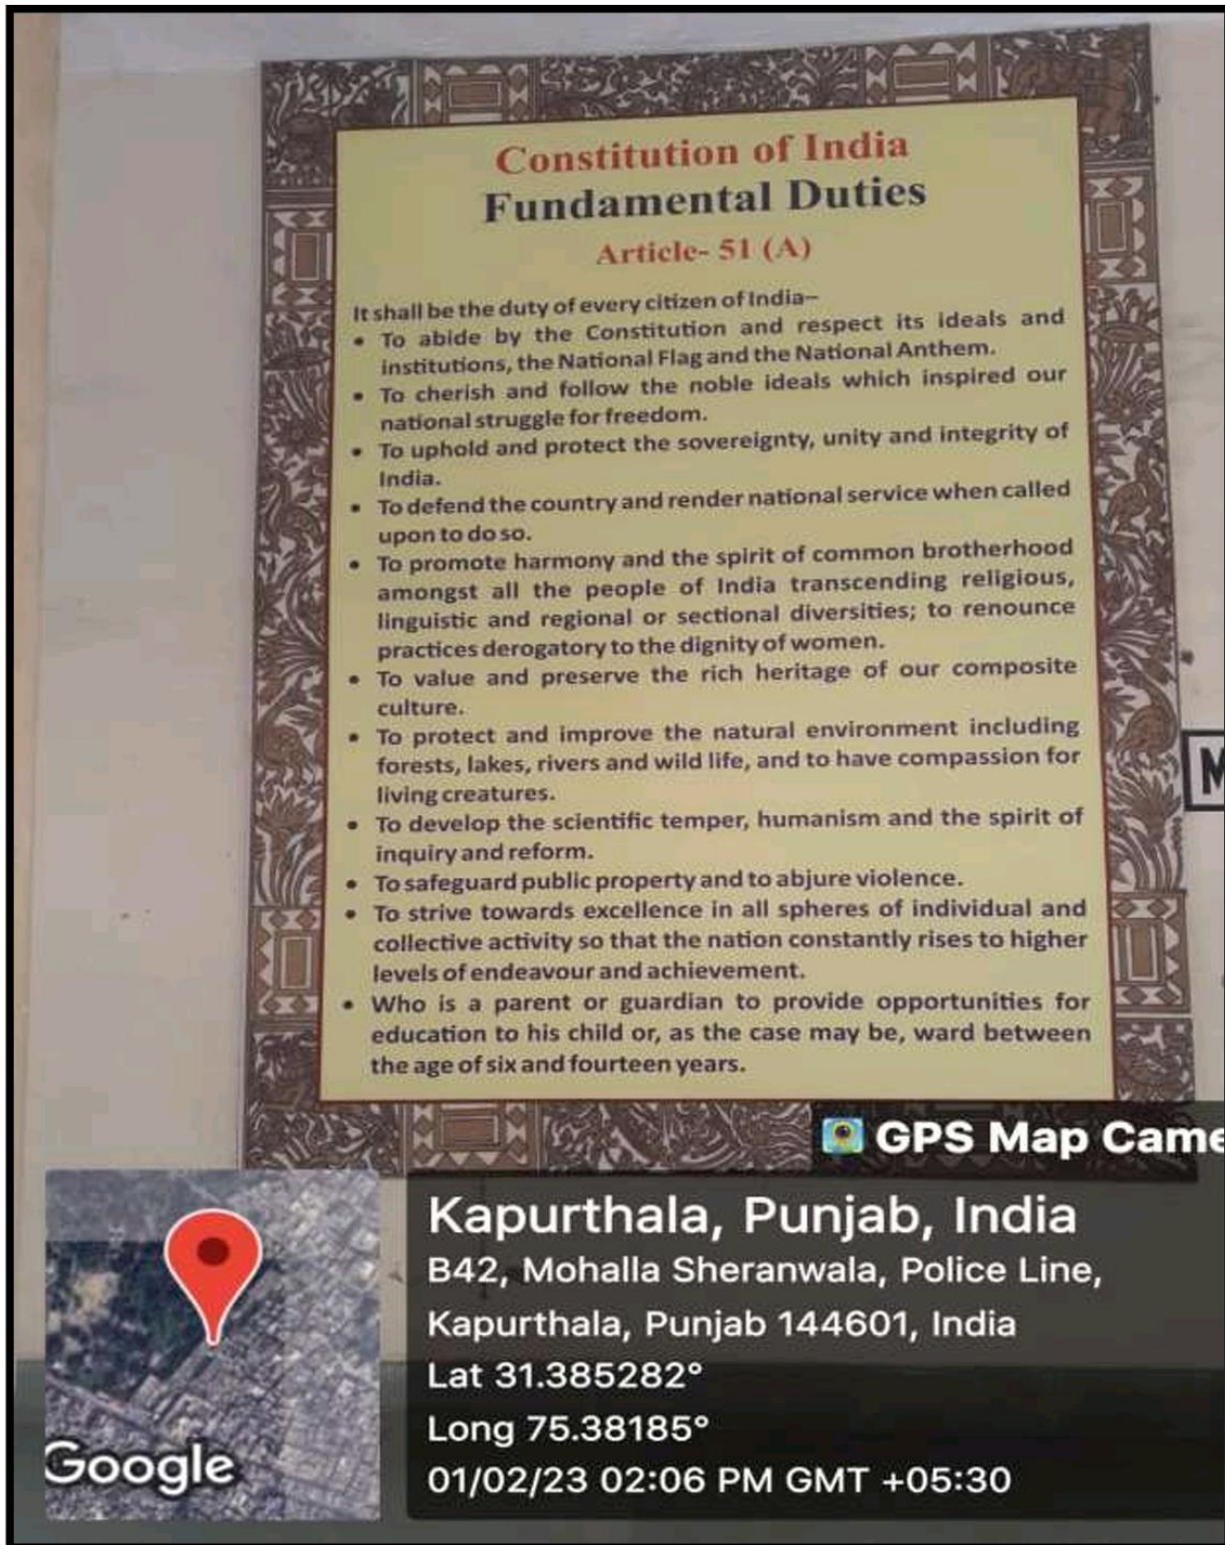 Constitution of India
Fundamental Duties
Article- 51 (A)
It shall be the duty of every citizen of India–
• To abide by the Constitution and respect its ideals and
institutions, the National Flag and the National Anthem.
• To cherish and follow the noble ideals which inspired our
national struggle for freedom.
• To uphold and protect the sovereignty, unity and integrity of
India.
• To defend the country and render national service when called
upon to do so.
• To promote harmony and the spirit of common brotherhood
amongst all the people of India transcending religious,
linguistic and regional or sectional diversities; to renounce
practices derogatory to the dignity of women.
• To value and preserve the rich heritage of our composite
culture.
• To protect and improve the natural environment including
forests, lakes, rivers and wild life, and to have compassion for
living creatures.
• To develop the scientific temper, humanism and the spirit of
inquiry and reform.
• To safeguard public property and to abjure violence.
• To strive towards excellence in all spheres of individual and
collective activity so that the nation constantly rises to higher
levels of endeavour and achievement.
• Who is a parent or guardian to provide opportunities for
education to his child or, as the case may be, ward between
the age of six and fourteen years.
M
GPS Map Came
Kapurthala, Punjab, India
B42, Mohalla Sheranwala, Police Line,
Kapurthala, Punjab 144601, India
Lat 31.385282°
Long 75.38185°
01/02/23 02:06 PM GMT +05:30
Google